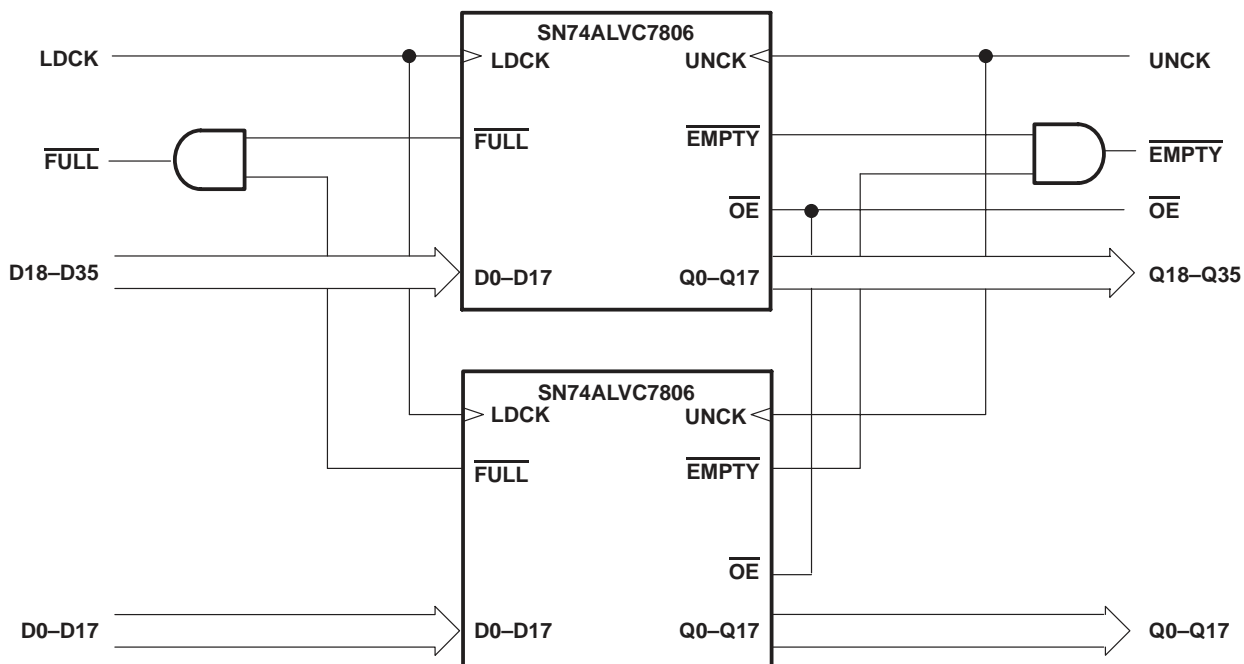 SN74ALVC7806
LDCK
LDCK
UNCK
UNCK
FULL
FULL
EMPTY
EMPTY
OE
OE
D18–D35
D0–D17
Q0–Q17
Q18–Q35
SN74ALVC7806
LDCK
UNCK
FULL
EMPTY
OE
D0–D17
D0–D17
Q0–Q17
Q0–Q17